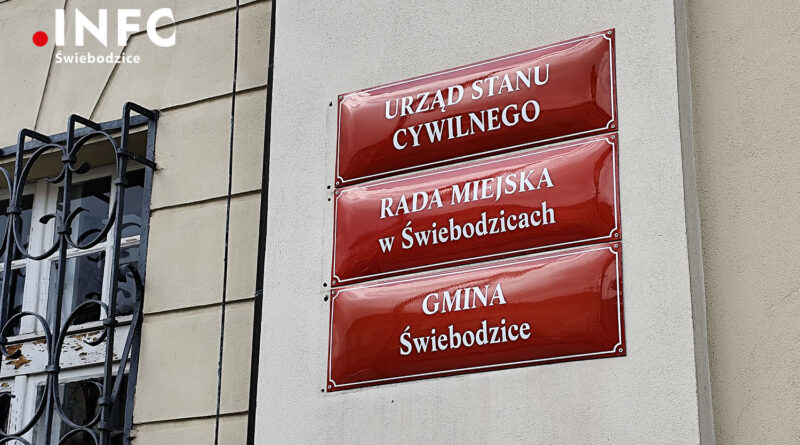 .INFO
Świebodzice
URZĄD STANU
CYWILNEGO
RADA MIEJSKA
w Świebodzicach
GMINA
Świebodzice